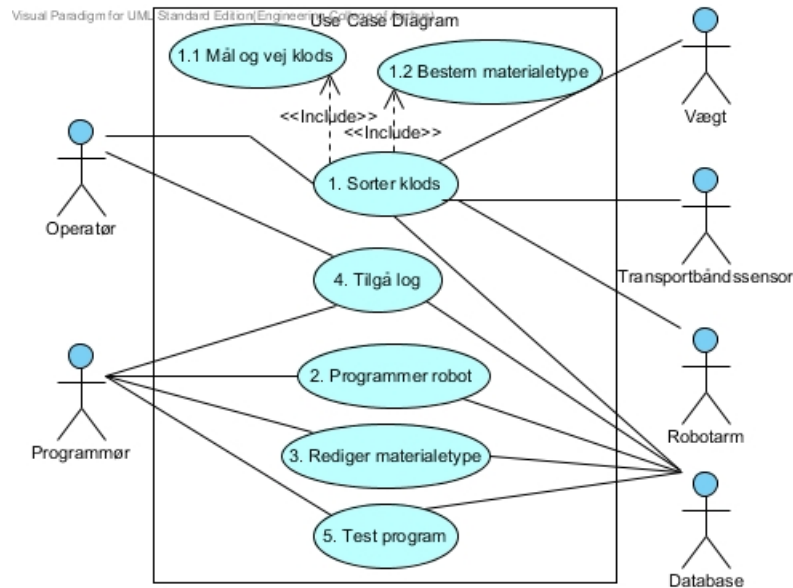 Visual Paradigm for UML Standard Edition(Engineering College of Aarhus)
Use Case Diagram
1.1 Mål og vej klods
1.2 Bestem materialetype
Vægt
<<Include>>
<<Include>>
Operatør
1. Sorter klods
Transportbåndssensor
4. Tilgå log
Programmør
2. Programmer robot
Robotarm
3. Rediger materialetype
5. Test program
Database